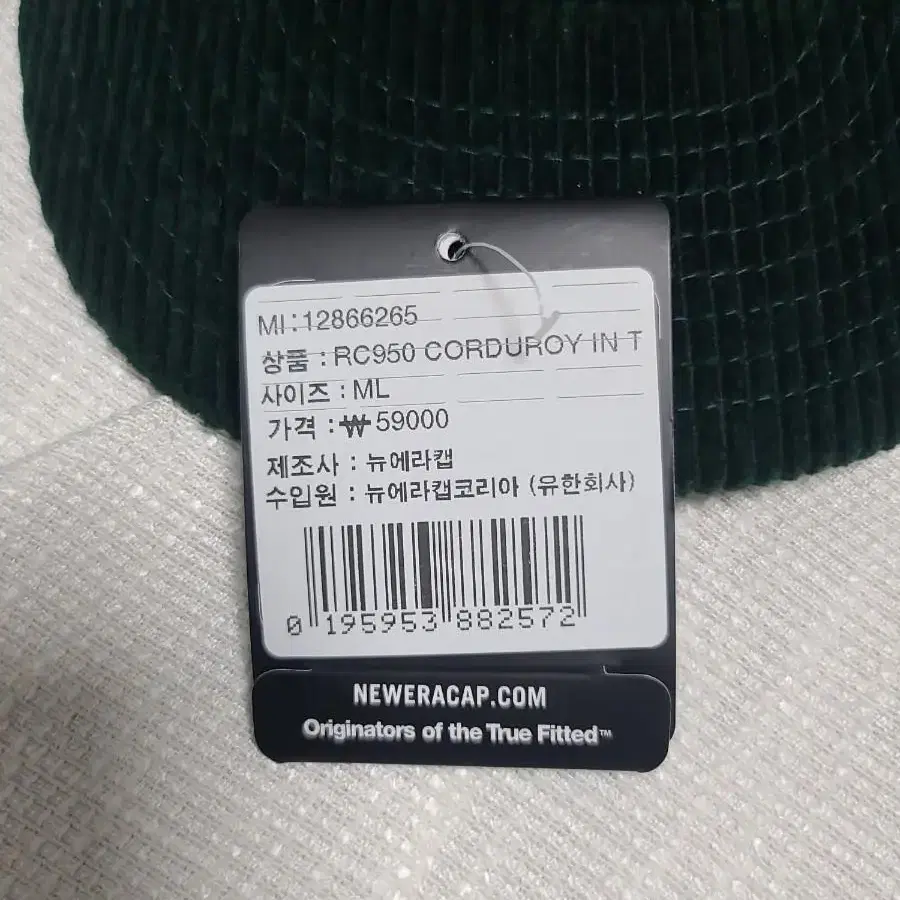 MI:12866265
상품 : RC950 CORDUROY IN T
사이즈 : ML
가격 : ₩59000
제조사 : 뉴에라캡
수입원 : 뉴에라캡코리아 (유한회사)
0 195953 882572
NEWERACAP.COM
Originators of the True Fitted™